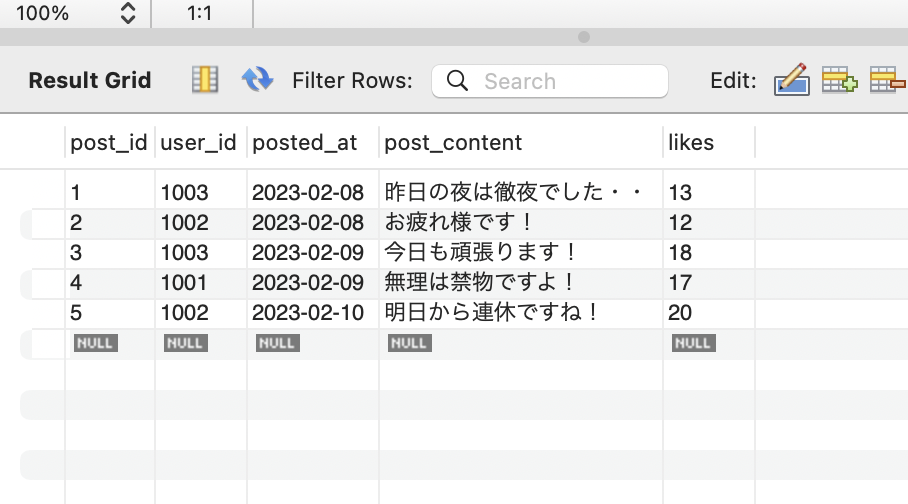 100% 1:1
Result Grid Filter Rows: Search Edit:
post_id user_id posted_at post_content likes
1 1003 2023-02-08 昨日の夜は徹夜でした・・ 13
2 1002 2023-02-08 お疲れ様です！ 12
3 1003 2023-02-09 今日も頑張ります！ 18
4 1001 2023-02-09 無理は禁物ですよ！ 17
5 1002 2023-02-10 明日から連休ですね！ 20
NULL NULL NULL NULL NULL